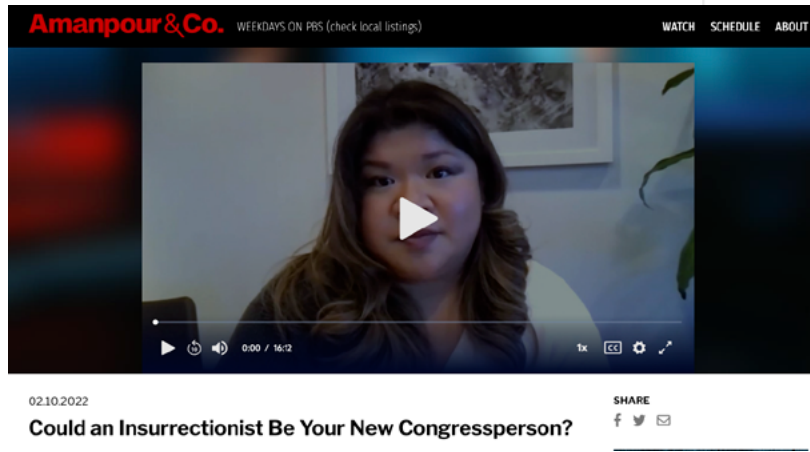 Amanpour&Co. WEEKDAYS ON PBS (check local listings) WATCH SCHEDULE ABOUT
10
0:00 / 16:12 1x CC
02.10.2022 SHARE
Could an Insurrectionist Be Your New Congressperson?